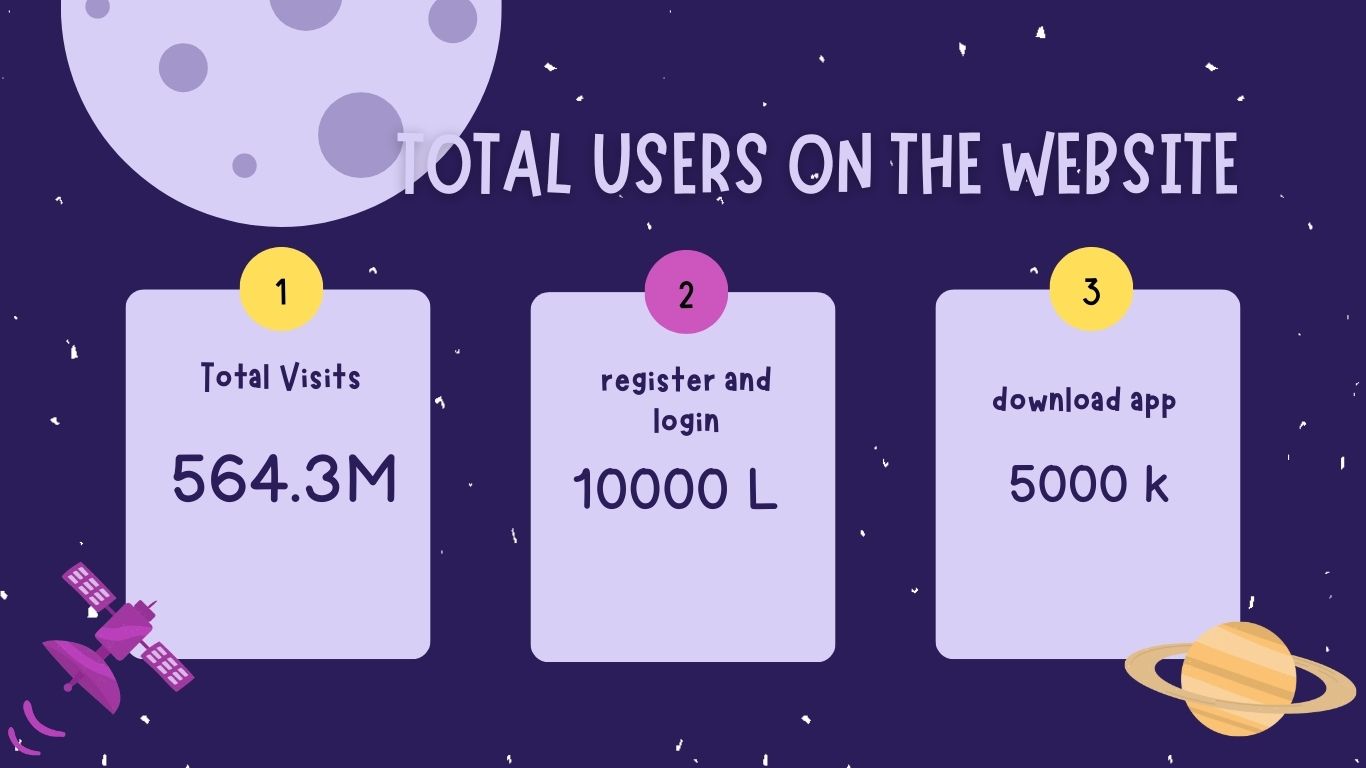 TOTAL USERS ON THE WEBSITE
1
Total Visits
564.3M
2
register and
login
10000 L
3
download app
5000 k